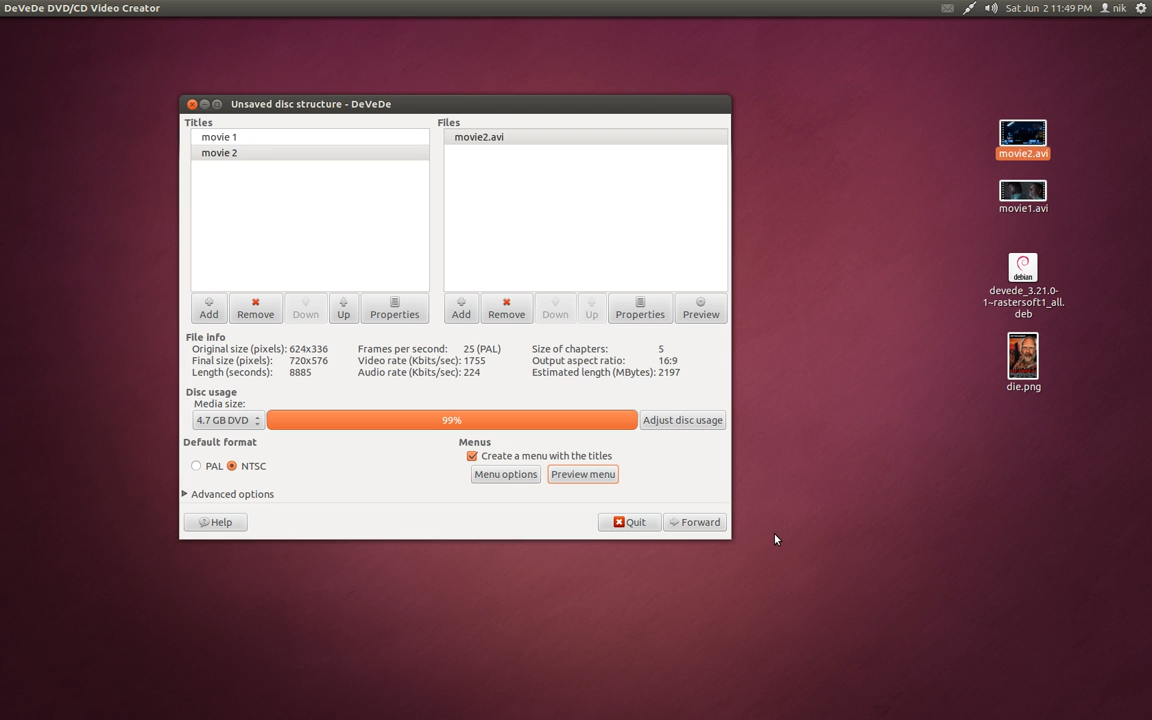 DeVeDe DVD/CD Video Creator
Sat Jun 2 11:49 PM nik
Unsaved disc structure - DeVeDe
Titles
movie 1
movie 2
Files
movie2.avi
Add Remove Down Up Properties
Add Remove Down Up Properties Preview
File info
Original size (pixels): 624x336 Frames per second: 25 (PAL) Size of chapters: 5
Final size (pixels): 720x576 Video rate (Kbits/sec): 1755 Output aspect ratio: 16:9
Length (seconds): 8885 Audio rate (Kbits/sec): 224 Estimated length (MBytes): 2197
Disc usage
Media size:
4.7 GB DVD 99% Adjust disc usage
Default format
PAL NTSC
Menus
Create a menu with the titles
Menu options Preview menu
Advanced options
Help Quit Forward
movie2.avi
movie1.avi
debian
devede_3.21.0-
1~rastersoft1_all.
deb
die.png